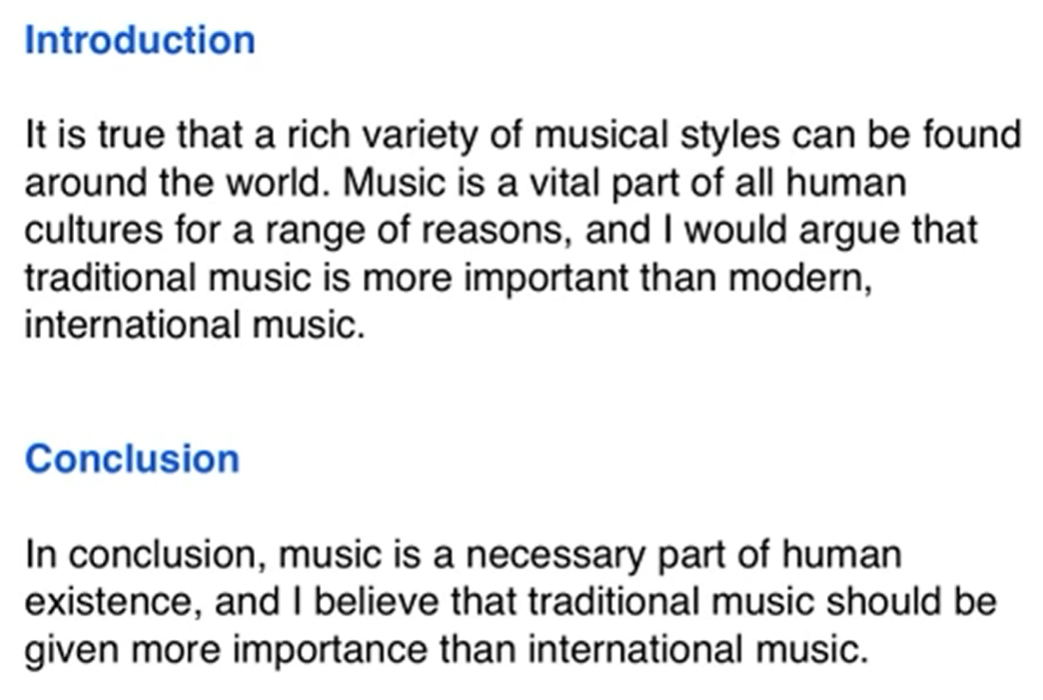 Introduction
It is true that a rich variety of musical styles can be found
around the world. Music is a vital part of all human
cultures for a range of reasons, and I would argue that
traditional music is more important than modern,
international music.
Conclusion
In conclusion, music is a necessary part of human
existence, and I believe that traditional music should be
given more importance than international music.